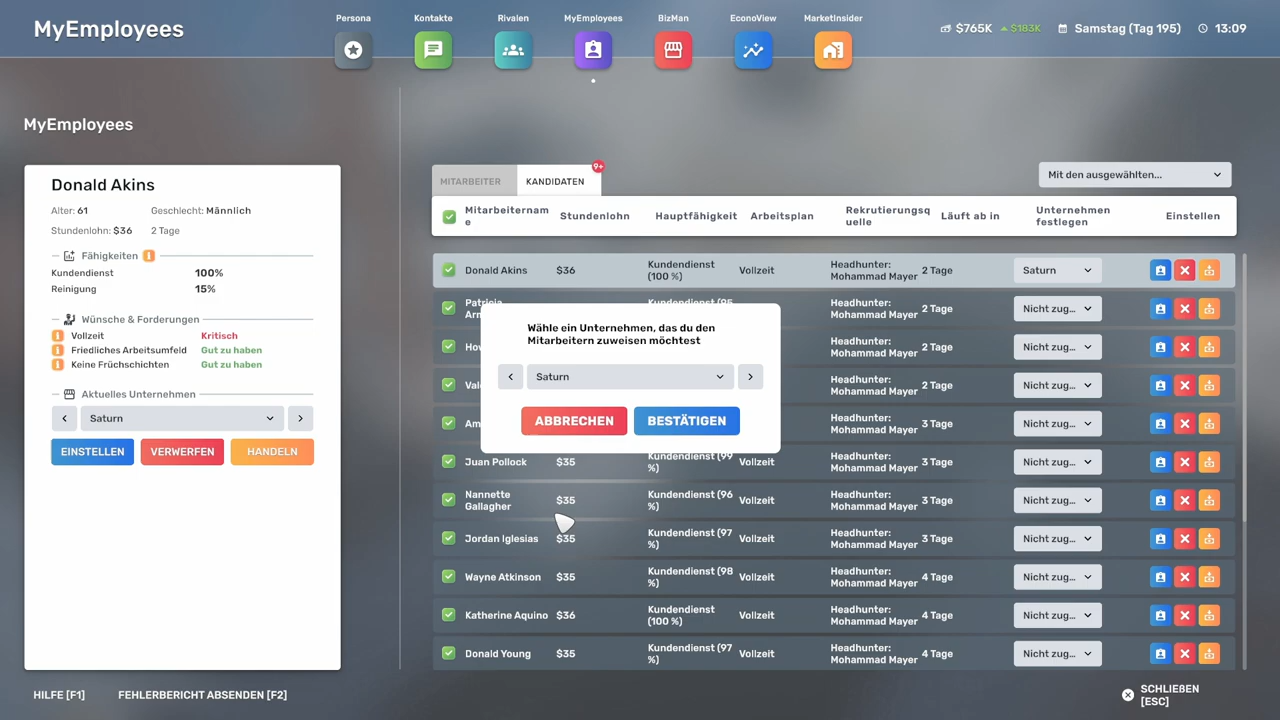 MyEmployees
Persona
Kontakte
Rivalen
MyEmployees
BizMan
EconoView
MarketInsider
$765K
$183K
Samstag (Tag 195)
13:09
MyEmployees
Donald Akins
Alter: 61
Geschlecht: Männlich
Stundenlohn: $36
2 Tage
Fähigkeiten
Kundendienst 100%
Reinigung 15%
Wünsche & Forderungen
Vollzeit Kritisch
Friedliches Arbeitsumfeld Gut zu haben
Keine Früchschichten Gut zu haben
Aktuelles Unternehmen
Saturn
EINSTELLEN
VERWERFEN
HANDELN
MITARBEITER
KANDIDATEN
9+
Mit den ausgewählten...
Mitarbeiternam
e
Stundenlohn
Hauptfähigkeit
Arbeitsplan
Rekrutierungsq
uelle
Läuft ab in
Unternehmen
festlegen
Einstellen
Donald Akins $36 Kundendienst
(100 %) Vollzeit Headhunter:
Mohammad Mayer 2 Tage Saturn
Headhunter:
Mohammad Mayer 2 Tage Nicht zug...
Headhunter:
Mohammad Mayer 2 Tage Nicht zug...
Headhunter:
Mohammad Mayer 2 Tage Nicht zug...
Headhunter:
Mohammad Mayer 3 Tage Nicht zug...
Wähle ein Unternehmen, das du den
Mitarbeitern zuweisen möchtest
Saturn
ABBRECHEN
BESTÄTIGEN
Juan Pollock $35 Kundendienst (99
%) Vollzeit Headhunter:
Mohammad Mayer 3 Tage Nicht zug...
Nannette
Gallagher $35 Kundendienst (96
%) Vollzeit Headhunter:
Mohammad Mayer 3 Tage Nicht zug...
Jordan Iglesias $35 Kundendienst (97
%) Vollzeit Headhunter:
Mohammad Mayer 3 Tage Nicht zug...
Wayne Atkinson $35 Kundendienst (98
%) Vollzeit Headhunter:
Mohammad Mayer 4 Tage Nicht zug...
Katherine Aquino $36 Kundendienst
(100 %) Vollzeit Headhunter:
Mohammad Mayer 4 Tage Nicht zug...
Donald Young $35 Kundendienst (97
%) Vollzeit Headhunter:
Mohammad Mayer 4 Tage Nicht zug...
HILFE [F1]
FEHLERBERICHT ABSENDEN [F2]
SCHLIEßEN
[ESC]